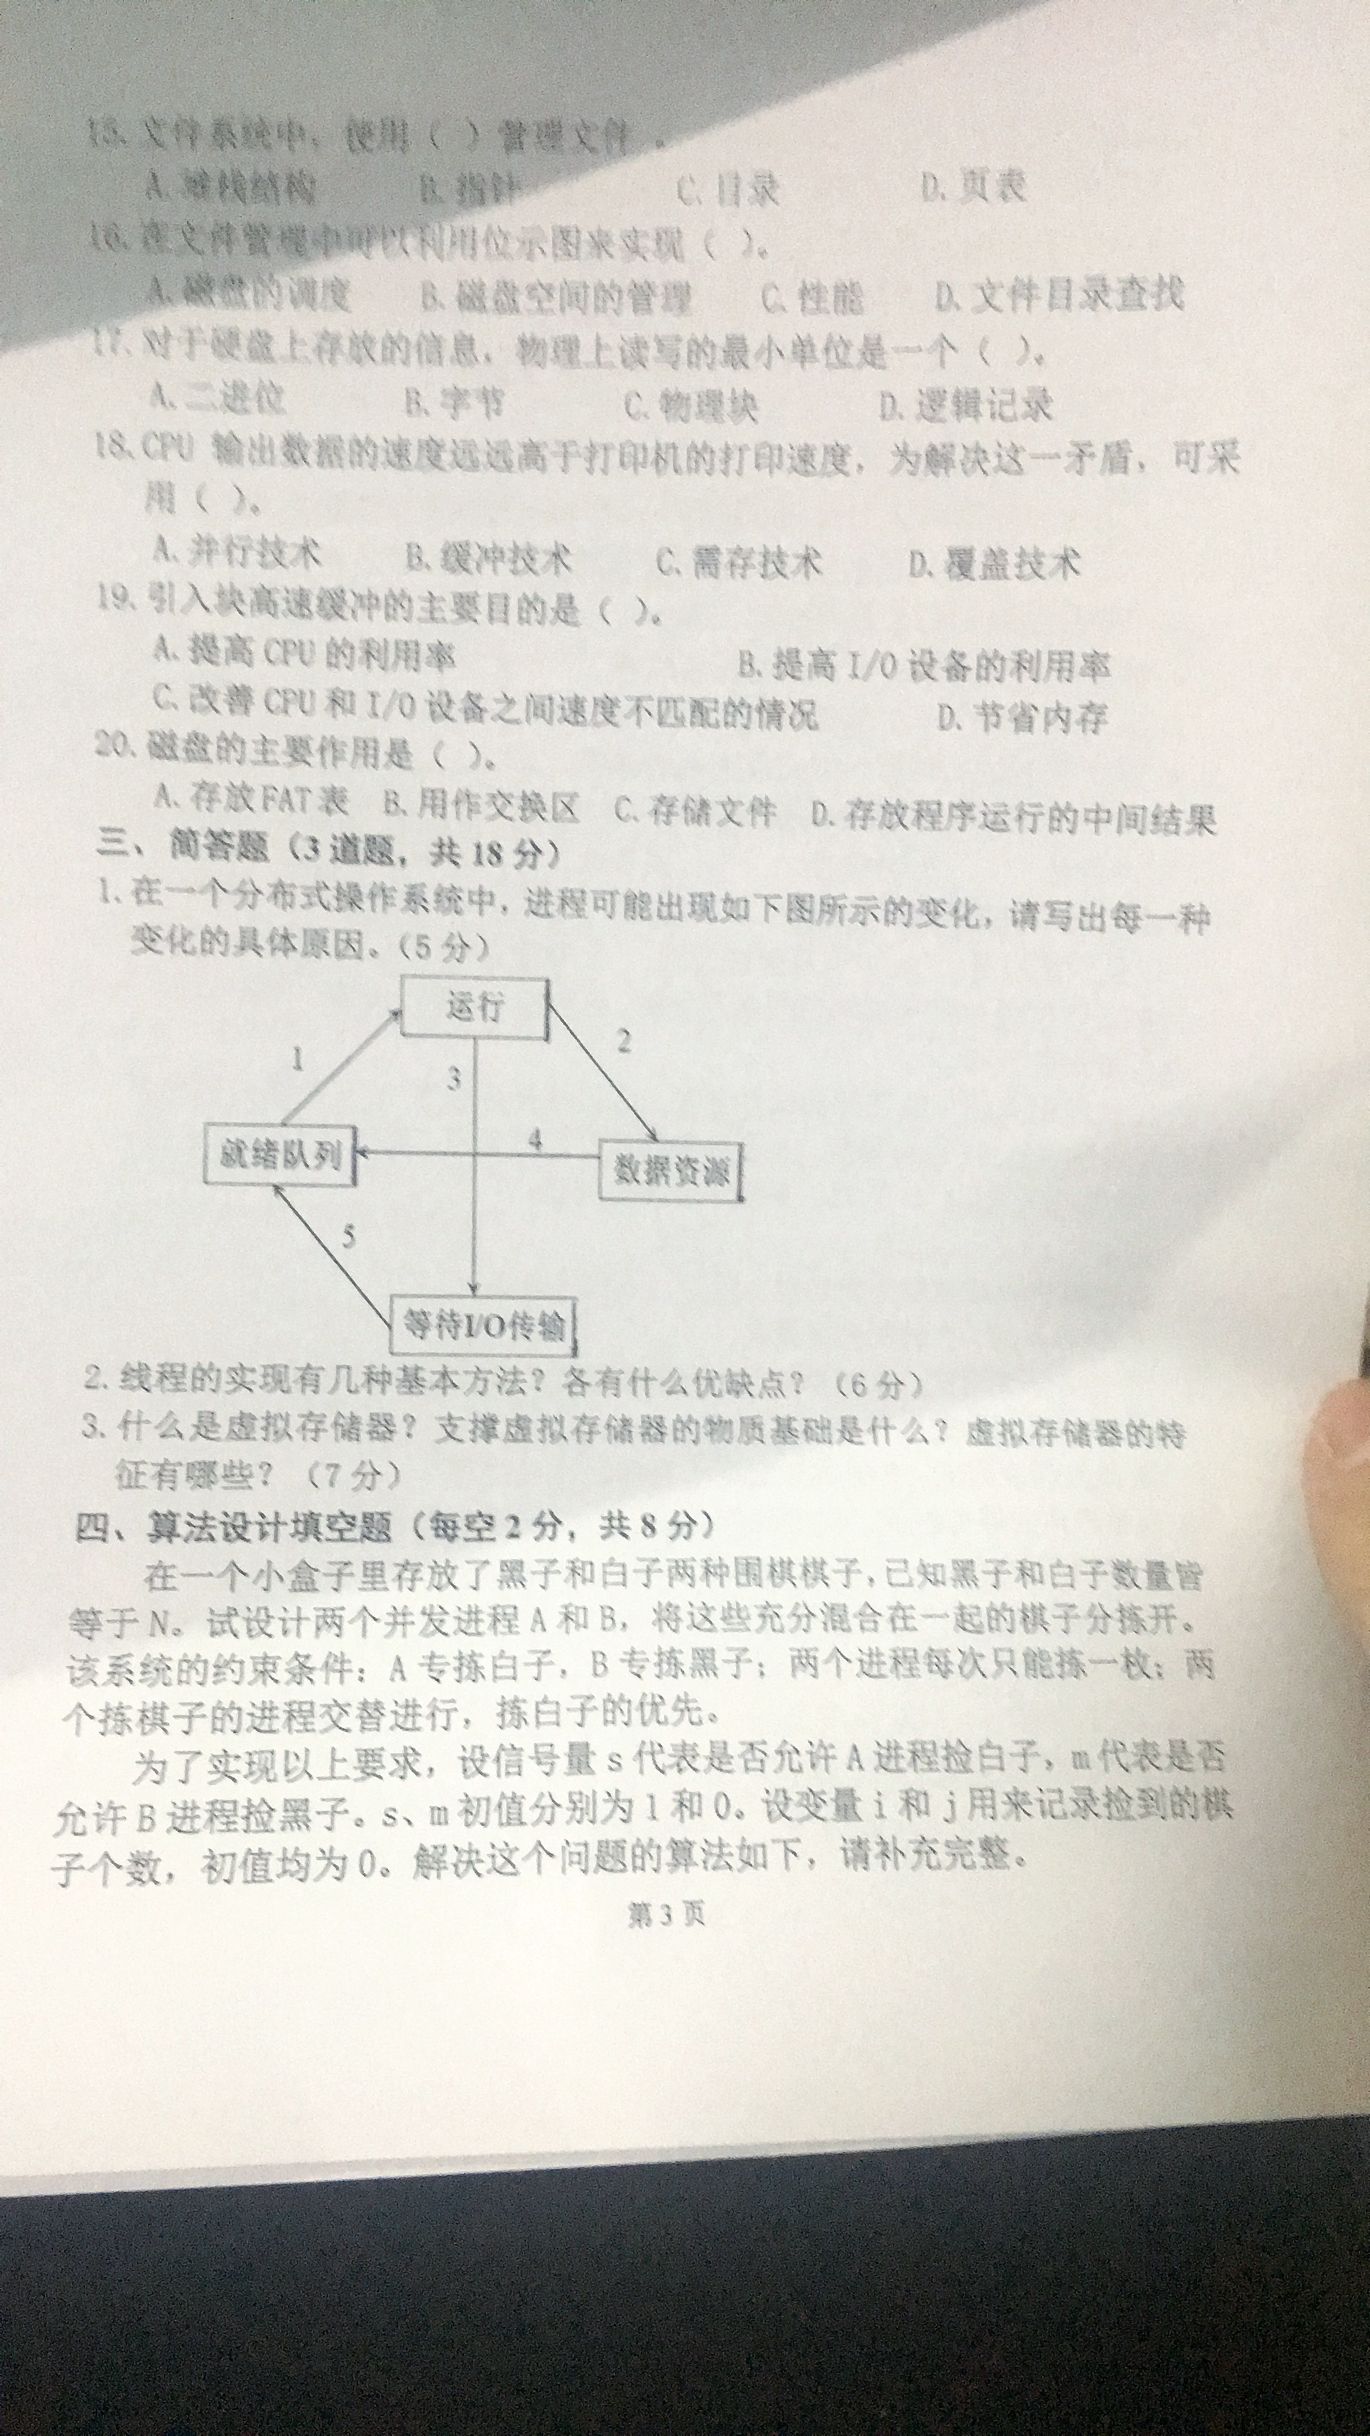 15. 文件系统中，使用（ ）管理文件 。
A. 堆栈结构 B. 指针 C. 目录 D. 页表
16. 在文件管理中可以利用位示图来实现（ ）。
A. 磁盘的调度 B. 磁盘空间的管理 C. 性能 D. 文件目录查找
17. 对于硬盘上存放的信息，物理上读写的最小单位是一个（ ）。
A. 二进位 B. 字节 C. 物理块 D. 逻辑记录
18. CPU 输出数据的速度远远高于打印机的打印速度，为解决这一矛盾，可采
用（ ）。
A. 并行技术 B. 缓冲技术 C. 需存技术 D. 覆盖技术
19. 引入块高速缓冲的主要目的是（ ）。
A. 提高 CPU 的利用率 B. 提高 I/O 设备的利用率
C. 改善 CPU 和 I/O 设备之间速度不匹配的情况 D. 节省内存
20. 磁盘的主要作用是（ ）。
A. 存放FAT表 B. 用作交换区 C. 存储文件 D. 存放程序运行的中间结果
三、简答题（3 道题，共 18 分）
1. 在一个分布式操作系统中，进程可能出现如下图所示的变化，请写出每一种
变化的具体原因。（5 分）
运行
1
2
3
就绪队列
4
数据资源
5
等待I/O传输
2. 线程的实现有几种基本方法？各有什么优缺点？（6 分）
3. 什么是虚拟存储器？支撑虚拟存储器的物质基础是什么？虚拟存储器的特
征有哪些？（7 分）
四、算法设计填空题（每空 2 分，共 8 分）
在一个小盒子里存放了黑子和白子两种围棋棋子，已知黑子和白子数量皆
等于 N。试设计两个并发进程 A 和 B，将这些充分混合在一起的棋子分拣开。
该系统的约束条件：A 专拣白子，B 专拣黑子；两个进程每次只能拣一枚；两
个拣棋子的进程交替进行，拣白子的优先。
为了实现以上要求，设信号量 s 代表是否允许 A 进程捡白子，m 代表是否
允许 B 进程捡黑子。s、m 初值分别为 1 和 0。设变量 i 和 j 用来记录捡到的棋
子个数，初值均为 0。解决这个问题的算法如下，请补充完整。
第 3 页